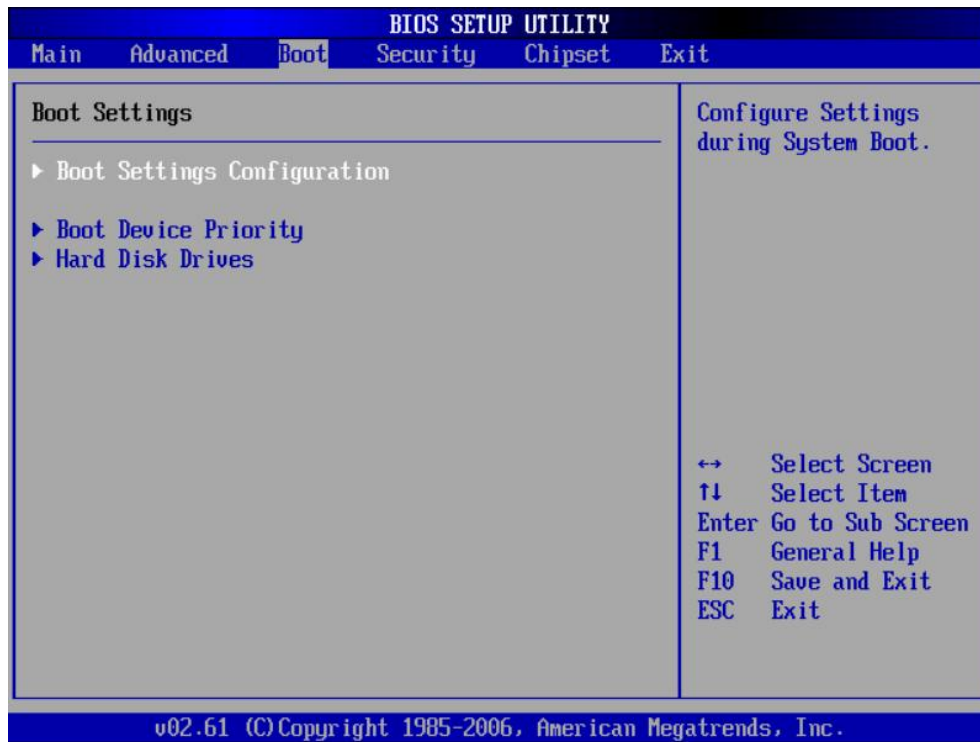 BIOS SETUP UTILITY
Main Advanced Boot Security Chipset Exit
Boot Settings
Boot Settings Configuration
Boot Device Priority
Hard Disk Drives
Configure Settings
during System Boot.
↔ Select Screen
↑↓ Select Item
Enter Go to Sub Screen
F1 General Help
F10 Save and Exit
ESC Exit
v02.61 (C)Copyright 1985-2006, American Megatrends, Inc.